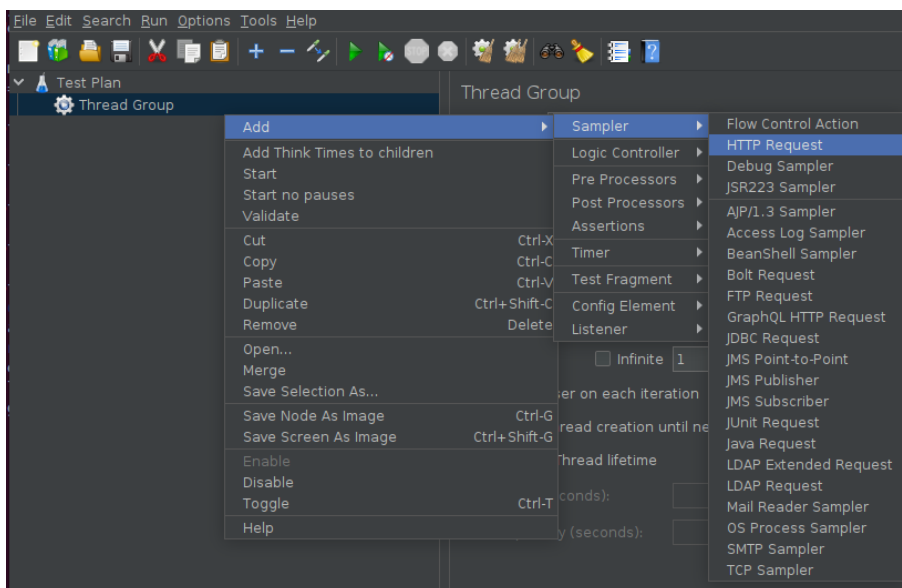 File Edit Search Run Options Tools Help
Test Plan
Thread Group
Thread Group
Add
Add Think Times to children
Start
Start no pauses
Validate
Cut Ctrl-X
Copy Ctrl-C
Paste Ctrl-V
Duplicate Ctrl+Shift-C
Remove Delete
Open...
Merge
Save Selection As...
Save Node As Image Ctrl-G
Save Screen As Image Ctrl+Shift-G
Enable
Disable
Toggle Ctrl-T
Help
Sampler
Logic Controller
Pre Processors
Post Processors
Assertions
Timer
Test Fragment
Config Element
Listener
Flow Control Action
HTTP Request
Debug Sampler
JSR223 Sampler
AJP/1.3 Sampler
Access Log Sampler
BeanShell Sampler
Bolt Request
FTP Request
GraphQL HTTP Request
JDBC Request
JMS Point-to-Point
JMS Publisher
JMS Subscriber
JUnit Request
Java Request
LDAP Extended Request
LDAP Request
Mail Reader Sampler
OS Process Sampler
SMTP Sampler
TCP Sampler
Infinite 1
er on each iteration
read creation until ne
Thread lifetime
conds):
y (seconds):